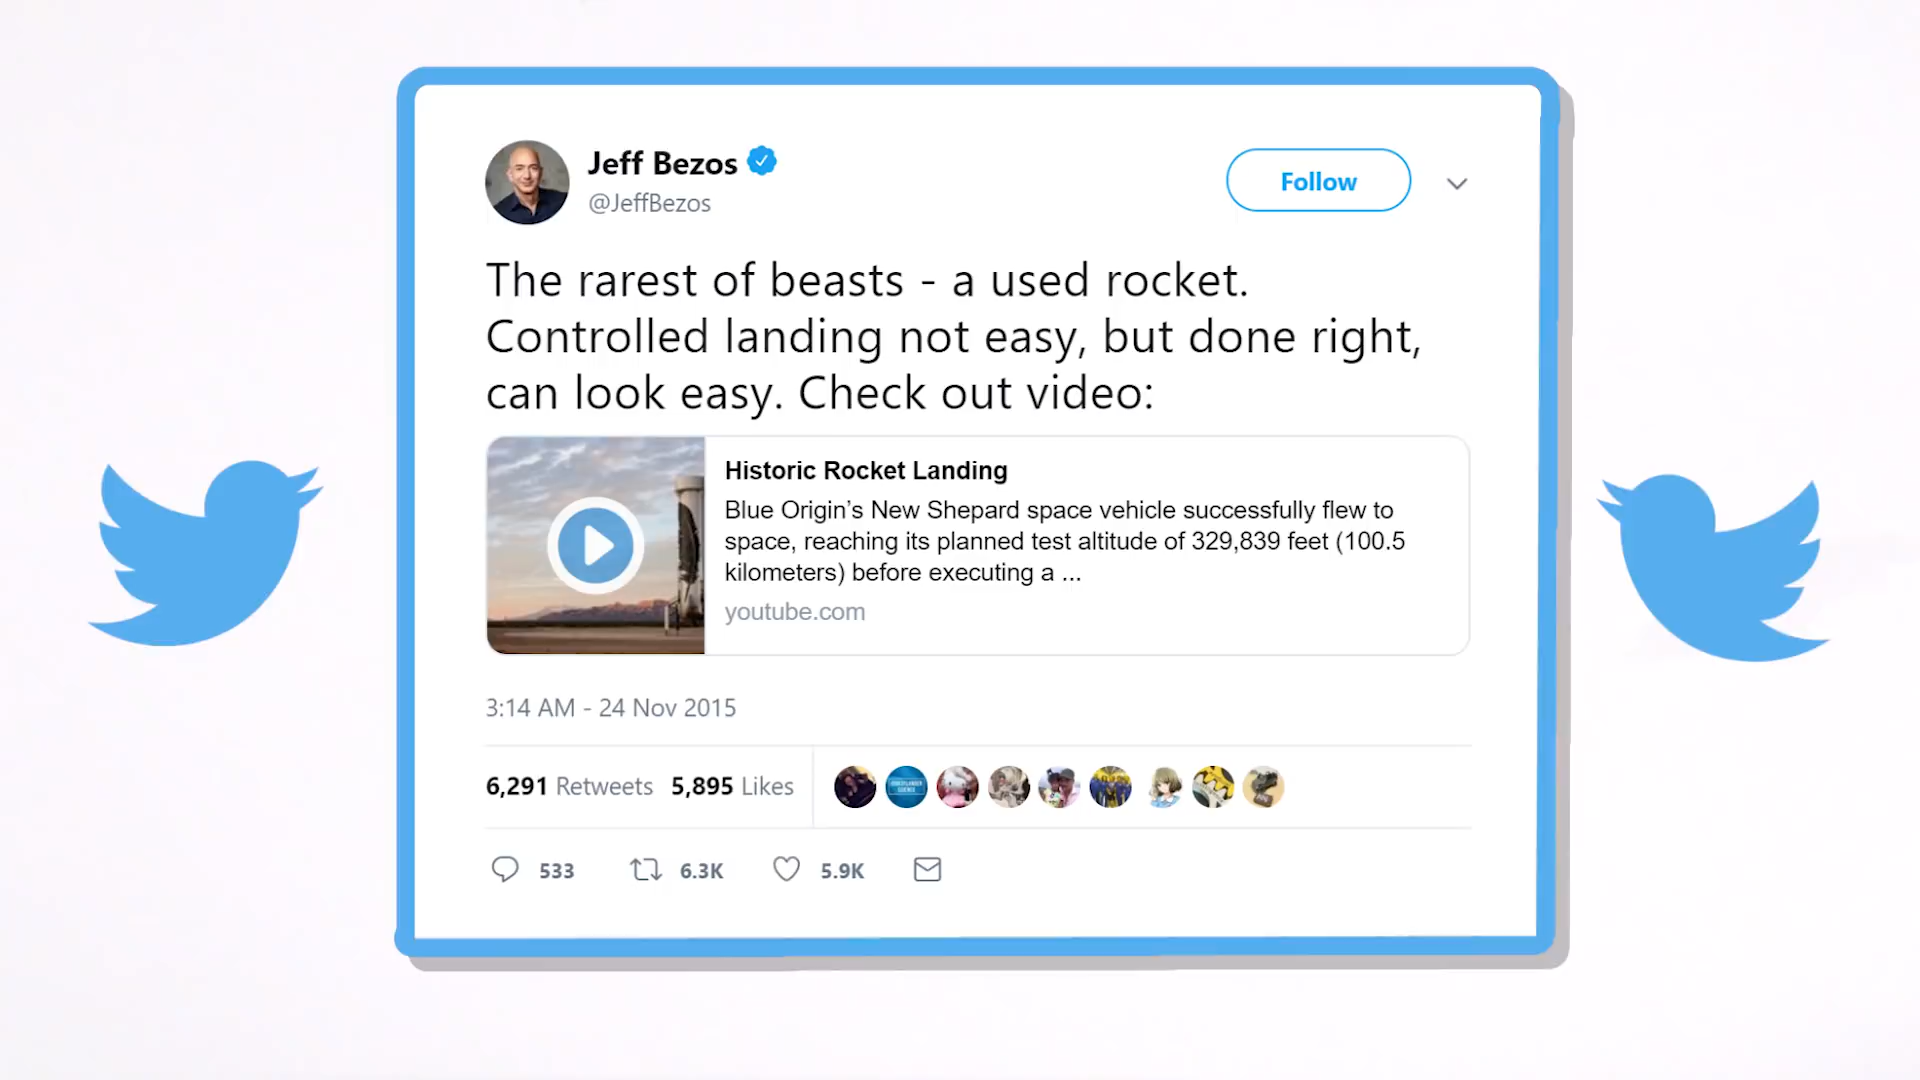 Jeff Bezos
@JeffBezos
Follow
The rarest of beasts - a used rocket.
Controlled landing not easy, but done right,
can look easy. Check out video:
Historic Rocket Landing
Blue Origin’s New Shepard space vehicle successfully flew to
space, reaching its planned test altitude of 329,839 feet (100.5
kilometers) before executing a ...
youtube.com
3:14 AM - 24 Nov 2015
6,291 Retweets 5,895 Likes
533 6.3K 5.9K